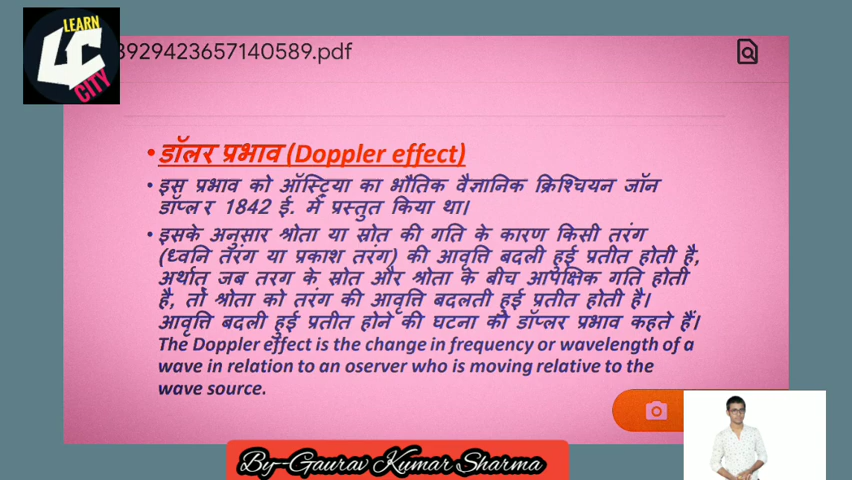 LEARN
LC
CITY
3929423657140589.pdf
• डॉलर प्रभाव (Doppler effect)
• इस प्रभाव को ऑस्ट्रिया का भौतिक वैज्ञानिक क्रिश्चियन जॉन
डॉप्लर 1842 ई. में प्रस्तुत किया था।
• इसके अनुसार श्रोता या स्रोत की गति के कारण किसी तरंग
(ध्वनि तरंग या प्रकाश तरंग) की आवृत्ति बदली हुई प्रतीत होती है,
अर्थात् जब तरग के स्रोत और श्रोता के बीच आपेक्षिक गति होती
है, तो श्रोता को तरंग की आवृत्ति बदलती हुई प्रतीत होती है।
आवृत्ति बदली हुई प्रतीत होने की घटना को डॉप्लर प्रभाव कहते हैं।
The Doppler effect is the change in frequency or wavelength of a
wave in relation to an oserver who is moving relative to the
wave source.
By--Gaurav Kumar Sharma